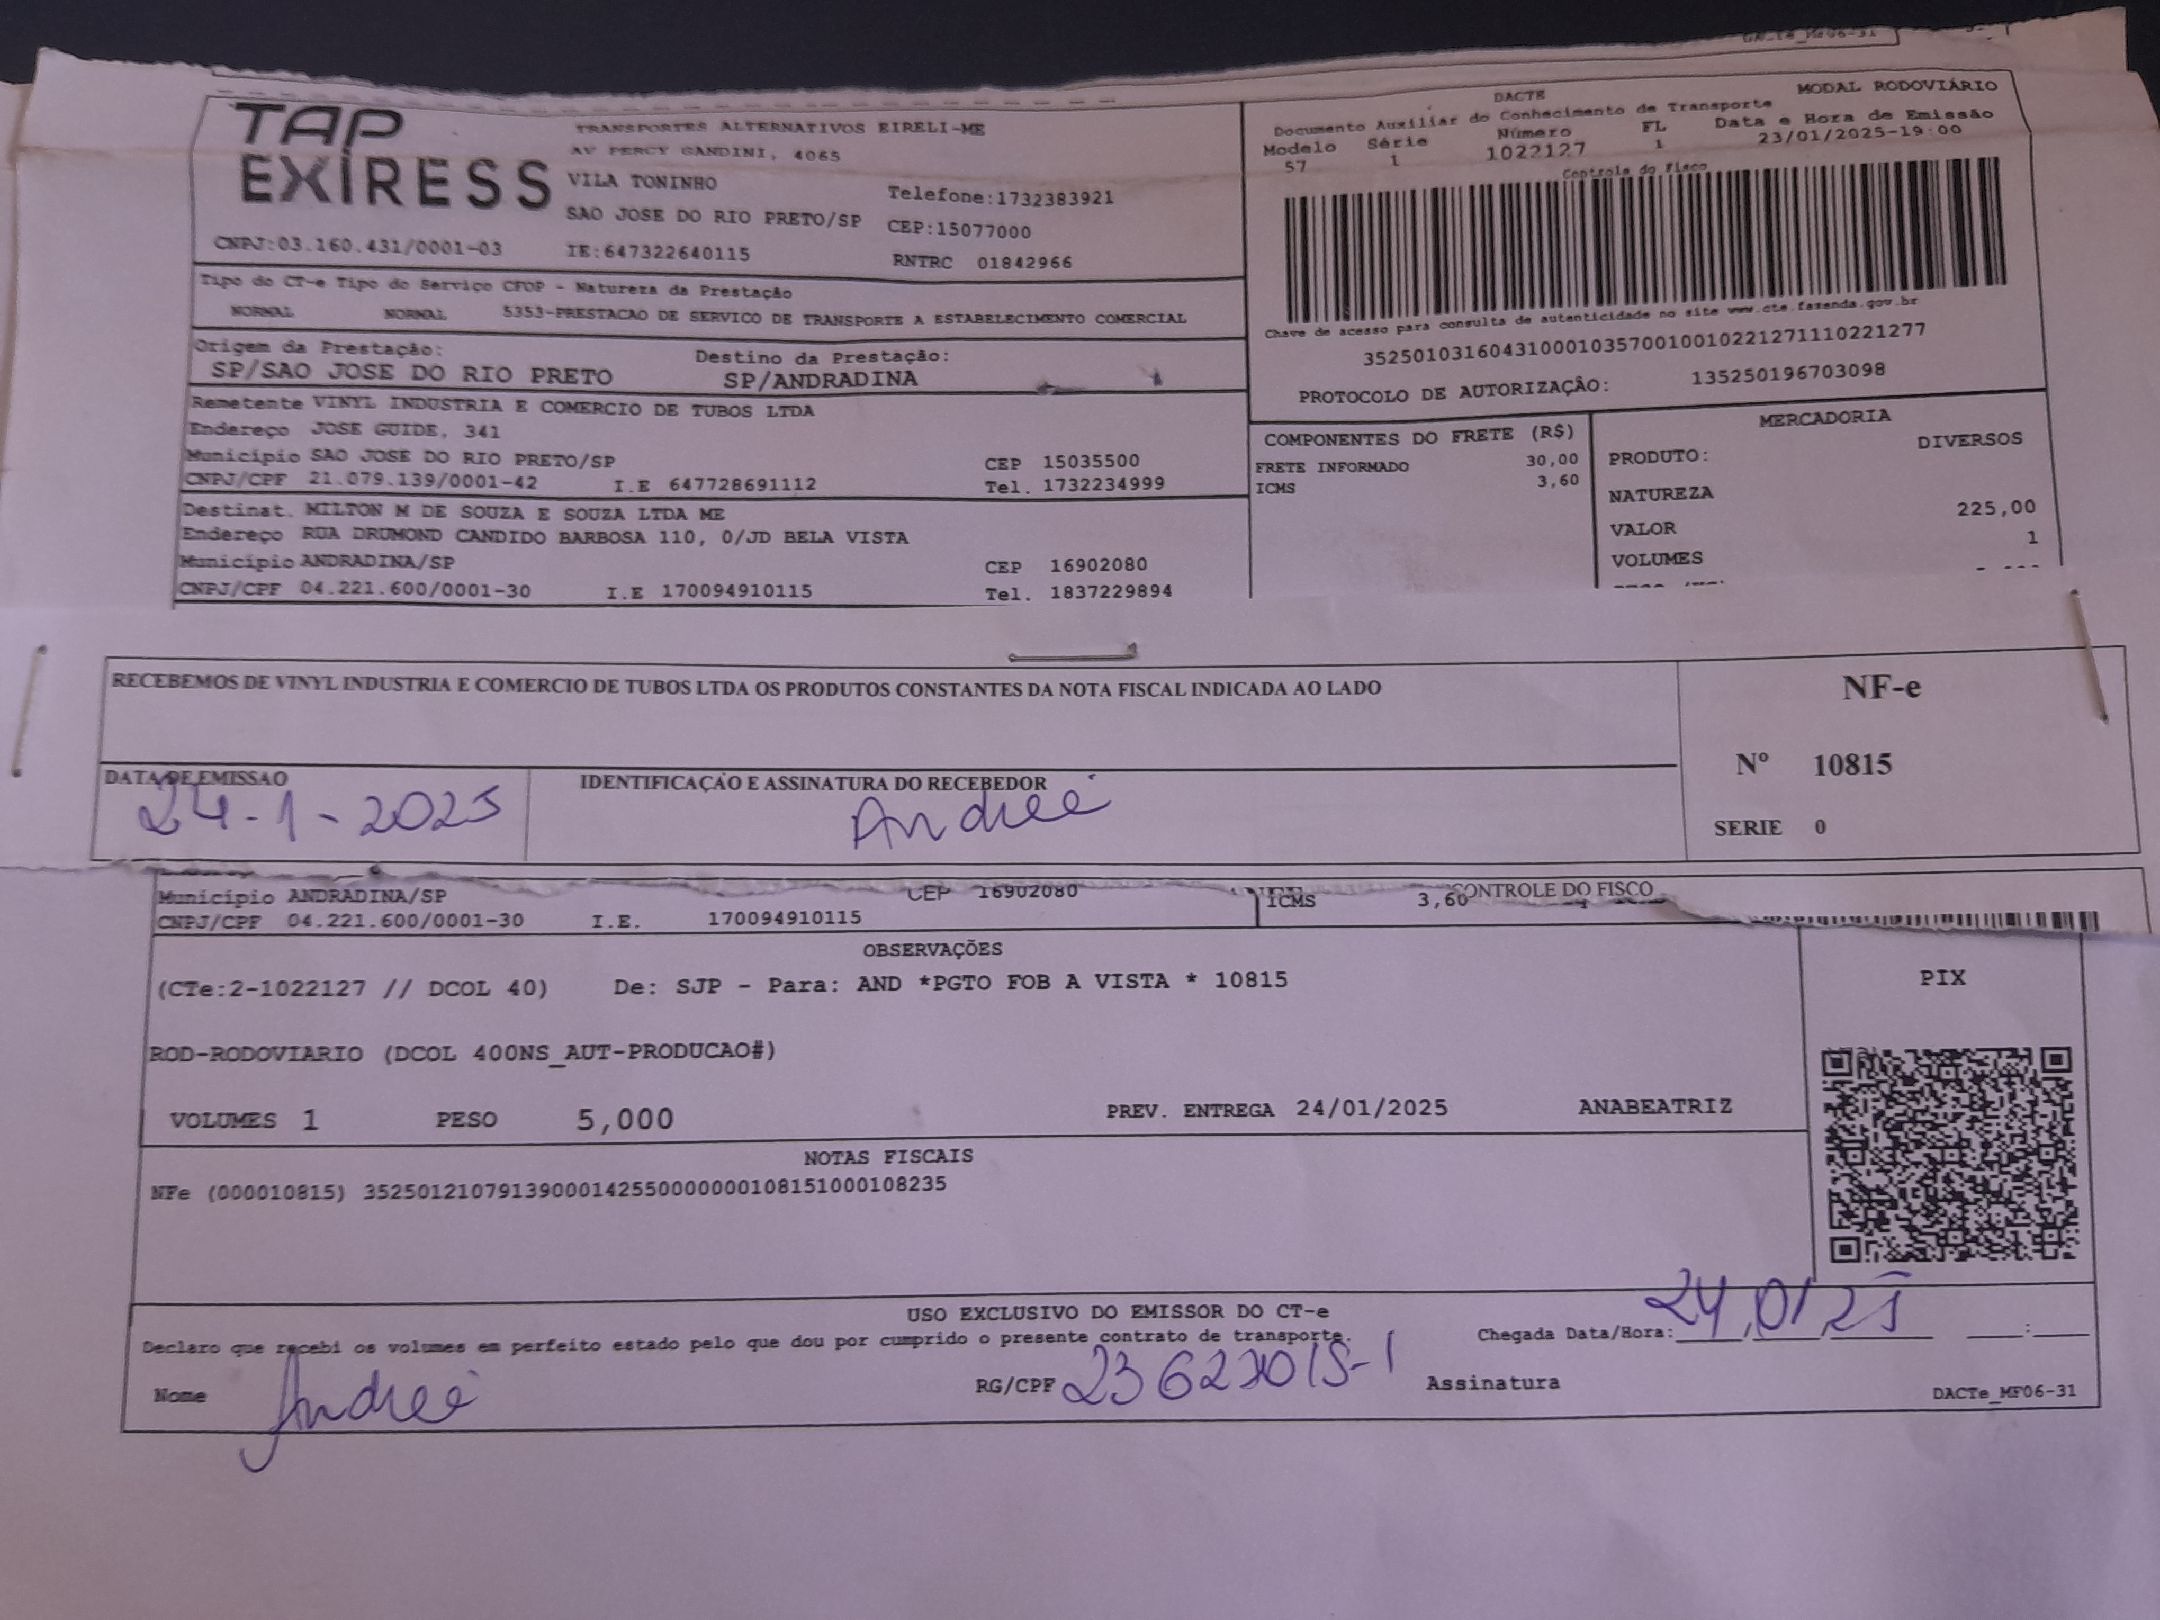 TAP EXPRESS
TRANSPORTES ALTERNATIVOS EIRELI-ME
AV PERCY GANDINI, 4065
VILA TONINHO
Telefone:1732383921
SAO JOSE DO RIO PRETO/SP CEP:15077000
CNPJ:03.160.431/0001-03 IE:647322640115 RNTRC 01842966
DACTE MODAL RODOVIÁRIO
Documento Auxiliar do Conhecimento de Transporte
Modelo Série Número FL Data e Hora de Emissão
57 1 1022127 1 23/01/2025-19:00
Controle do Fisco
Chave de acesso para consulta de autenticidade no site www.cte.fazenda.gov.br
35250103160431000103570010010221271110221277
PROTOCOLO DE AUTORIZAÇÃO: 135250196703098
Tipo do CT-e Tipo do Serviço CFOP - Natureza da Prestação
NORMAL NORMAL 5353-PRESTACAO DE SERVICO DE TRANSPORTE A ESTABELECIMENTO COMERCIAL
Origem da Prestação: Destino da Prestação:
SP/SAO JOSE DO RIO PRETO SP/ANDRADINA
Remetente VINYL INDUSTRIA E COMERCIO DE TUBOS LTDA
Endereço JOSE GUIDE, 341
Município SAO JOSE DO RIO PRETO/SP CEP 15035500
CNPJ/CPF 21.079.139/0001-42 I.E 647728691112 Tel. 1732234999
Destinat. MILTON M DE SOUZA E SOUZA LTDA ME
Endereço RUA DRUMOND CANDIDO BARBOSA 110, 0/JD BELA VISTA
Município ANDRADINA/SP CEP 16902080
CNPJ/CPF 04.221.600/0001-30 I.E 170094910115 Tel. 1837229894
COMPONENTES DO FRETE (R$)
FRETE INFORMADO 30,00
ICMS 3,60
MERCADORIA
PRODUTO: DIVERSOS
NATUREZA
VALOR 225,00
VOLUMES 1
RECEBEMOS DE VINYL INDUSTRIA E COMERCIO DE TUBOS LTDA OS PRODUTOS CONSTANTES DA NOTA FISCAL INDICADA AO LADO
NF-e
Nº 10815
SERIE 0
DATA DE EMISSAO IDENTIFICAÇÃO E ASSINATURA DO RECEBEDOR
24-1-2025 Andreé
Município ANDRADINA/SP CEP 16902080 ICMS 3,60 CONTROLE DO FISCO
CNPJ/CPF 04.221.600/0001-30 I.E. 170094910115
OBSERVAÇÕES
(CTe:2-1022127 // DCOL 40) De: SJP - Para: AND *PGTO FOB A VISTA * 10815
PIX
ROD-RODOVIARIO (DCOL 400NS_AUT-PRODUCAO#)
VOLUMES 1 PESO 5,000 PREV. ENTREGA 24/01/2025 ANABEATRIZ
NOTAS FISCAIS
NFe (000010815) 35250121079139000142550000000108151000108235
USO EXCLUSIVO DO EMISSOR DO CT-e
Declaro que recebi os volumes em perfeito estado pelo que dou por cumprido o presente contrato de transporte.
Chegada Data/Hora: 24/01/25 :
Nome Andreé RG/CPF Assinatura
DACTe_MF06-31